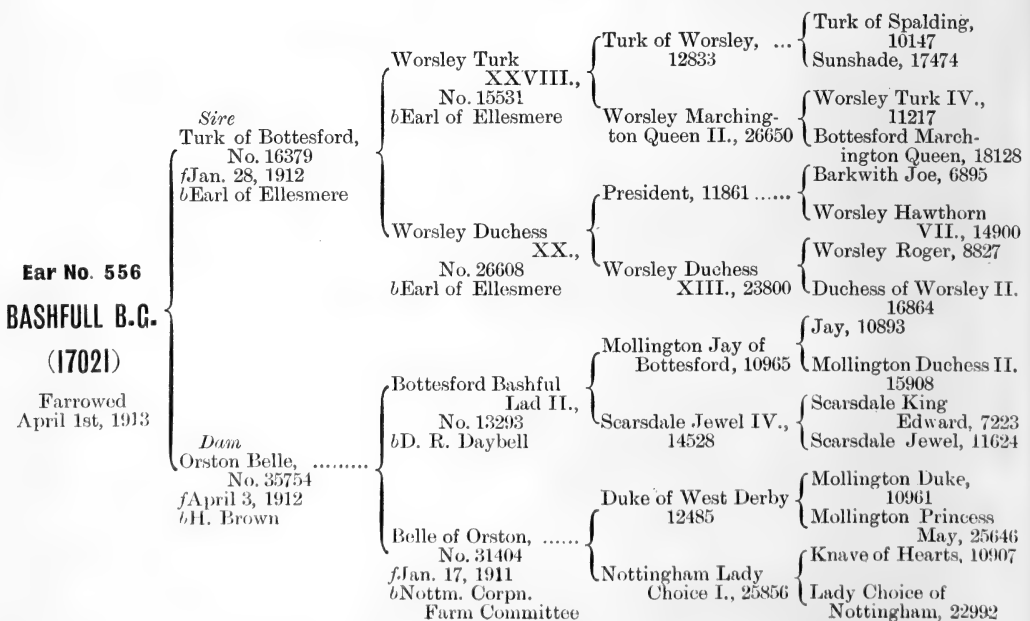 Ear No. 556
BASHFULL B.G.
(17021)
Farrowed
April 1st, 1913
Sire
Turk of Bottesford,
No. 16379
fJan. 28, 1912
bEarl of Ellesmere
Dam
Orston Belle, ..........
No. 35754
fApril 3, 1912
bH. Brown
Worsley Turk
XXVIII.,
No. 15531
bEarl of Ellesmere
Worsley Duchess
XX.,
No. 26608
bEarl of Ellesmere
Bottesford Bashful
Lad II.,
No. 13293
bD. R. Daybell
Belle of Orston, ......
No. 31404
fJan. 17, 1911
bNottm. Corpn.
Farm Committee
Turk of Worsley, ...
12833
Worsley Marching-
ton Queen II., 26650
President, 11861 ......
Worsley Duchess
XIII., 23800
Mollington Jay of
Bottesford, 10965
Scarsdale Jewel IV.,
14528
Duke of West Derby
12485
Nottingham Lady
Choice I., 25856
Turk of Spalding,
10147
Sunshade, 17474
Worsley Turk IV.,
11217
Bottesford March-
ington Queen, 18128
Barkwith Joe, 6895
Worsley Hawthorn
VII., 14900
Worsley Roger, 8827
Duchess of Worsley II.
16864
Jay, 10893
Mollington Duchess II.
15908
Scarsdale King
Edward, 7223
Scarsdale Jewel, 11624
Mollington Duke,
10961
Mollington Princess
May, 25646
Knave of Hearts, 10907
Lady Choice of
Nottingham, 22992